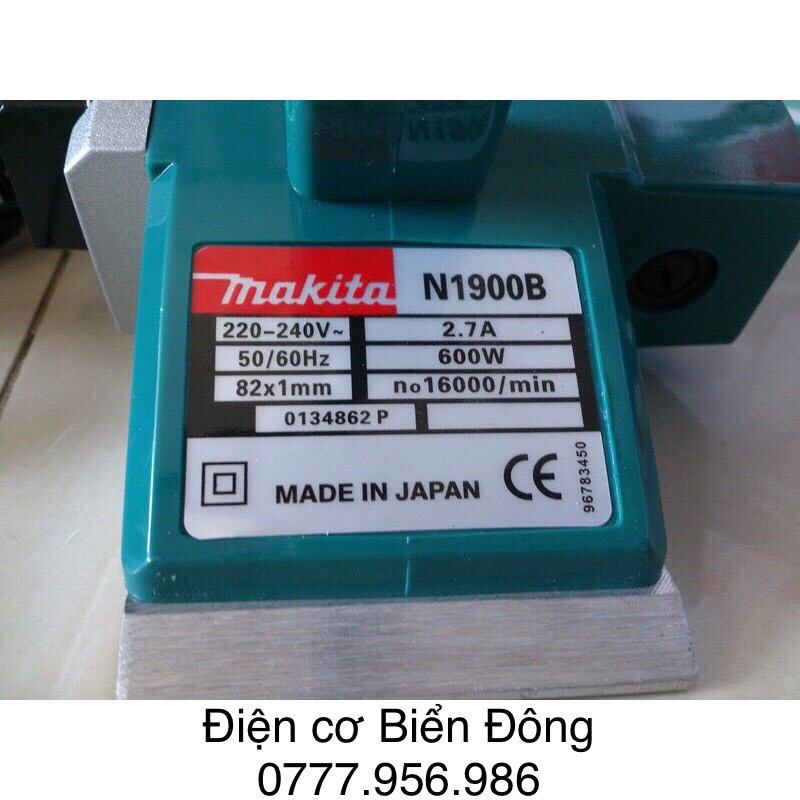 makita N1900B
220-240V~ 2.7A
50/60Hz 600W
82x1mm no16000/min
0134862 P
MADE IN JAPAN CE
96783450
Điện cơ Biển Đông
0777.956.986